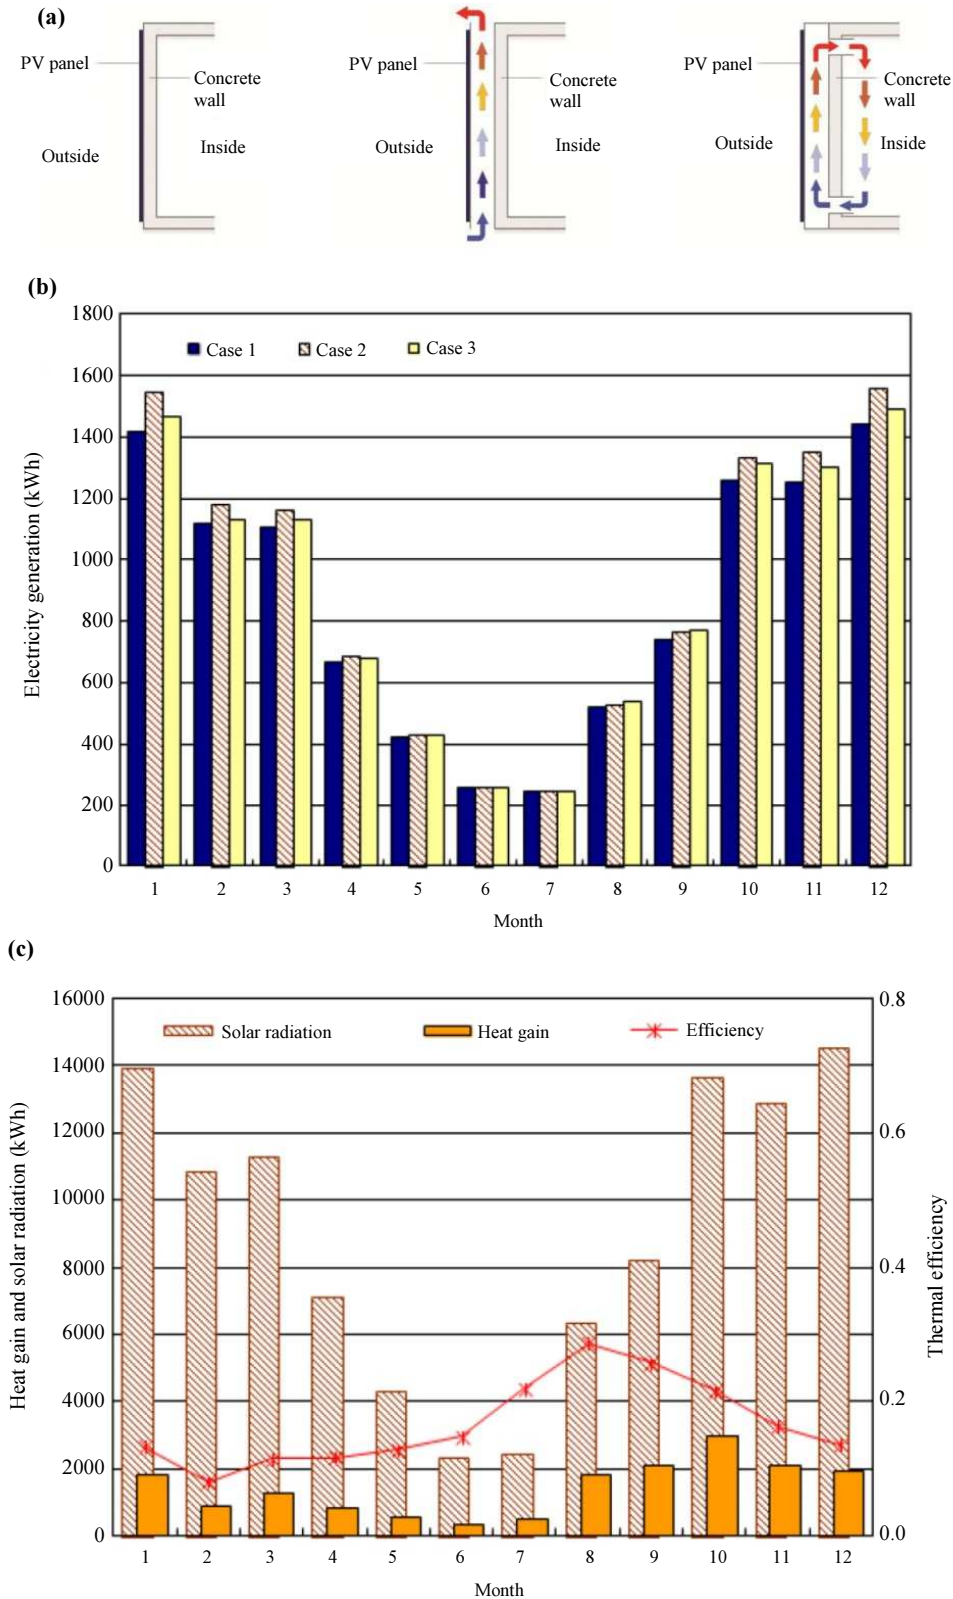 (a)
PV panel
Concrete
wall
Outside
Inside
PV panel
Concrete
wall
Outside
Inside
PV panel
Concrete
wall
Outside
Inside
(b)
Electricity generation (kWh)
1800
1600
1400
1200
1000
800
600
400
200
0
Case 1 Case 2 Case 3
1 2 3 4 5 6 7 8 9 10 11 12
Month
(c)
Heat gain and solar radiation (kWh)
16000
14000
12000
10000
8000
6000
4000
2000
0
Solar radiation Heat gain Efficiency
0.8
0.6
0.4
0.2
0.0
Thermal efficiency
1 2 3 4 5 6 7 8 9 10 11 12
Month